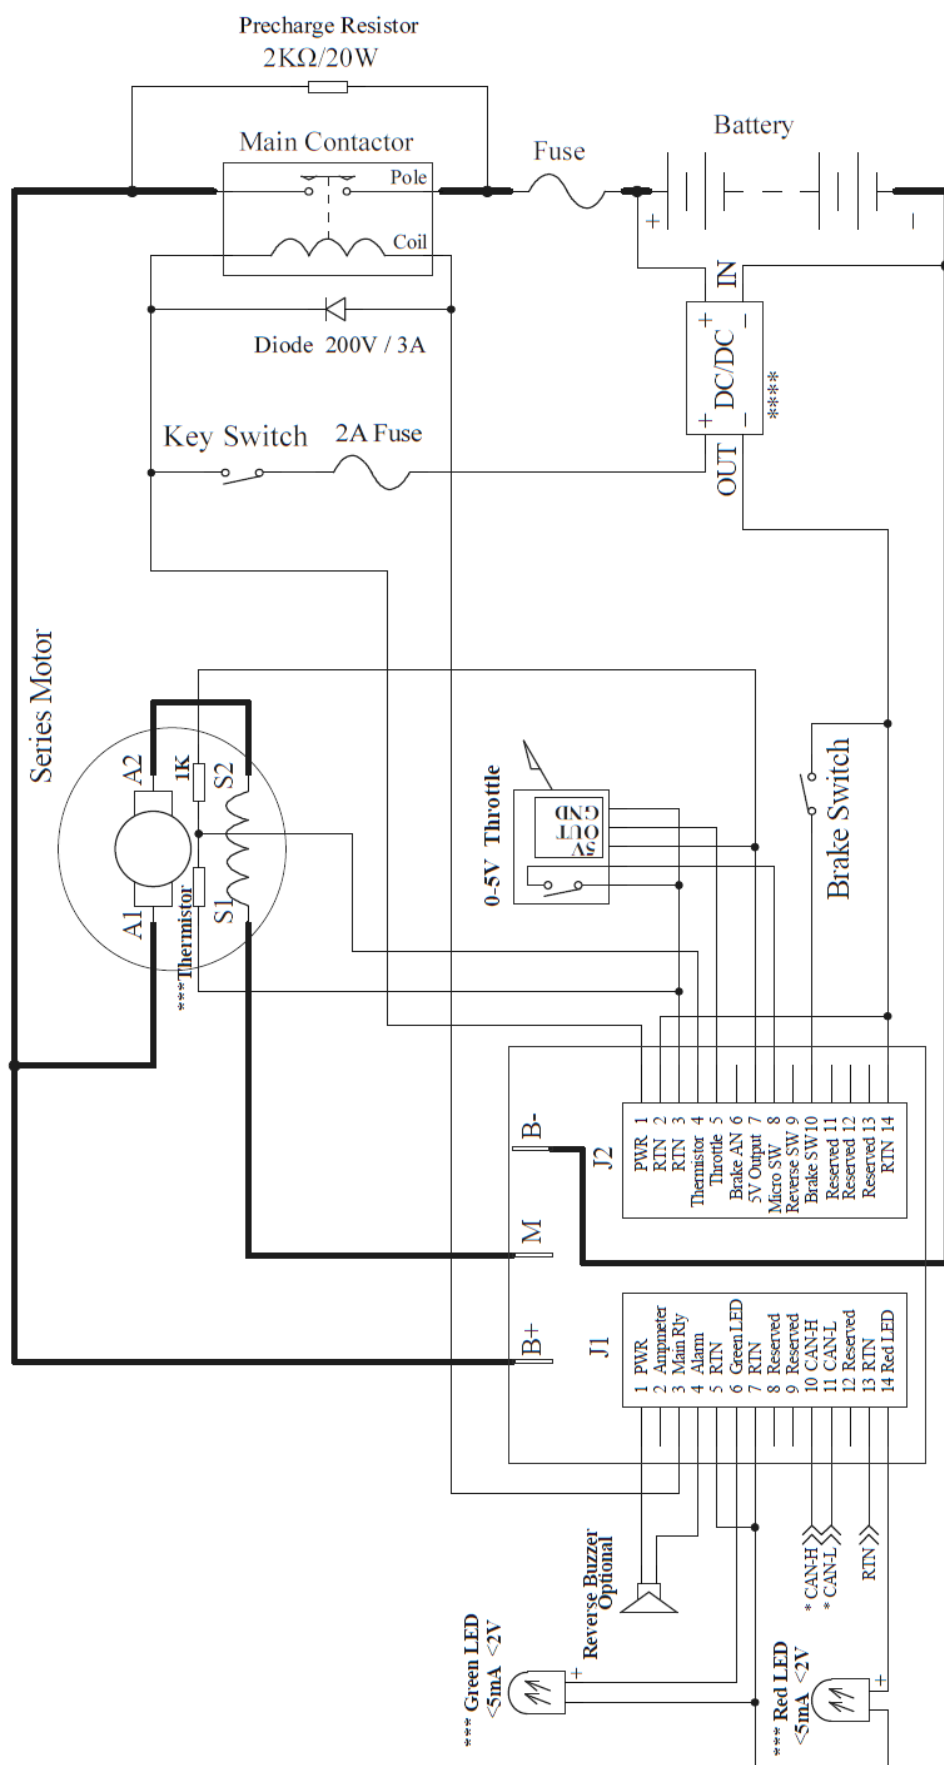 Precharge Resistor
2KΩ/20W
Main Contactor
Pole
Coil
Fuse
Battery
+
−
Diode 200V / 3A
IN
+ −
DC/DC
+ −
OUT
****
Key Switch
2A Fuse
Series Motor
A2
1K
S2
A1
***Thermistor
S1
0-5V Throttle
GND
OUT
5V
Brake Switch
B-
M
B+
J2
PWR 1
RTN 2
RTN 3
Thermistor 4
Throttle 5
Brake AN 6
5V Output 7
Micro SW 8
Reverse SW 9
Brake SW10
Reserved 11
Reserved 12
Reserved 13
RTN 14
J1
1 PWR
2 Ampmeter
3 Main Rly
4 Alarm
5 RTN
6 Green LED
7 RTN
8 Reserved
9 Reserved
10 CAN-H
11 CAN-L
12 Reserved
13 RTN
14 Red LED
Reverse Buzzer
Optional
* CAN-H
* CAN-L
RTN
*** Green LED
<5mA <2V
+
*** Red LED
<5mA <2V
+